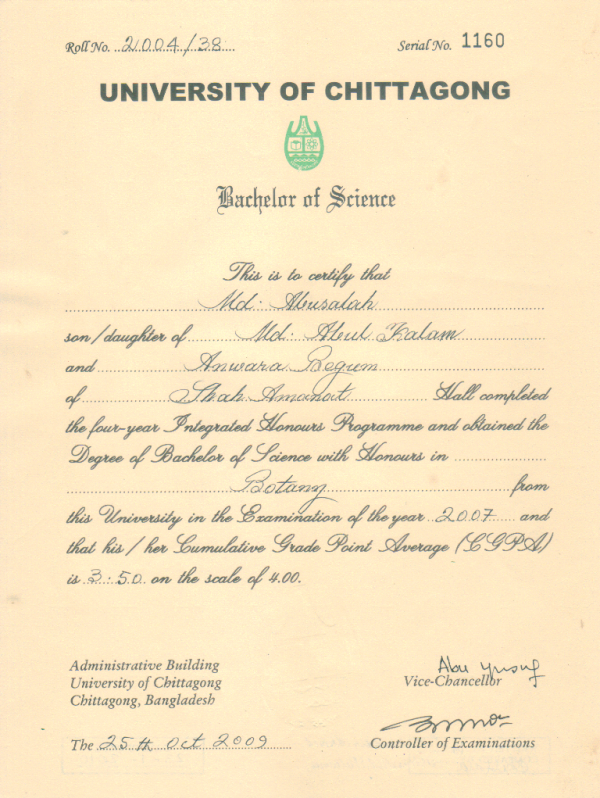 Roll No. 2004/38 Serial No. 1160
UNIVERSITY OF CHITTAGONG
Bachelor of Science
This is to certify that
Md. Abusalah
son/daughter of Md. Abul Kalam
and Anwara Begum
of Shah Amanat Hall completed
the four-year Integrated Honours Programme and obtained the
Degree of Bachelor of Science with Honours in
Botany from
this University in the Examination of the year 2007 and
that his / her Cumulative Grade Point Average (CGPA)
is 3.50 on the scale of 4.00.
Administrative Building
University of Chittagong
Chittagong, Bangladesh
Abu Yusuf
Vice-Chancellor
The 25th Oct 2009
Controller of Examinations